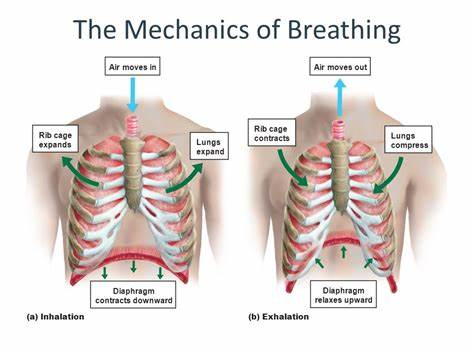 The Mechanics of Breathing
Air moves in
Rib cage
expands
Lungs
expand
Diaphragm
contracts downward
(a) Inhalation
Air moves out
Rib cage
contracts
Lungs
compress
Diaphragm
relaxes upward
(b) Exhalation